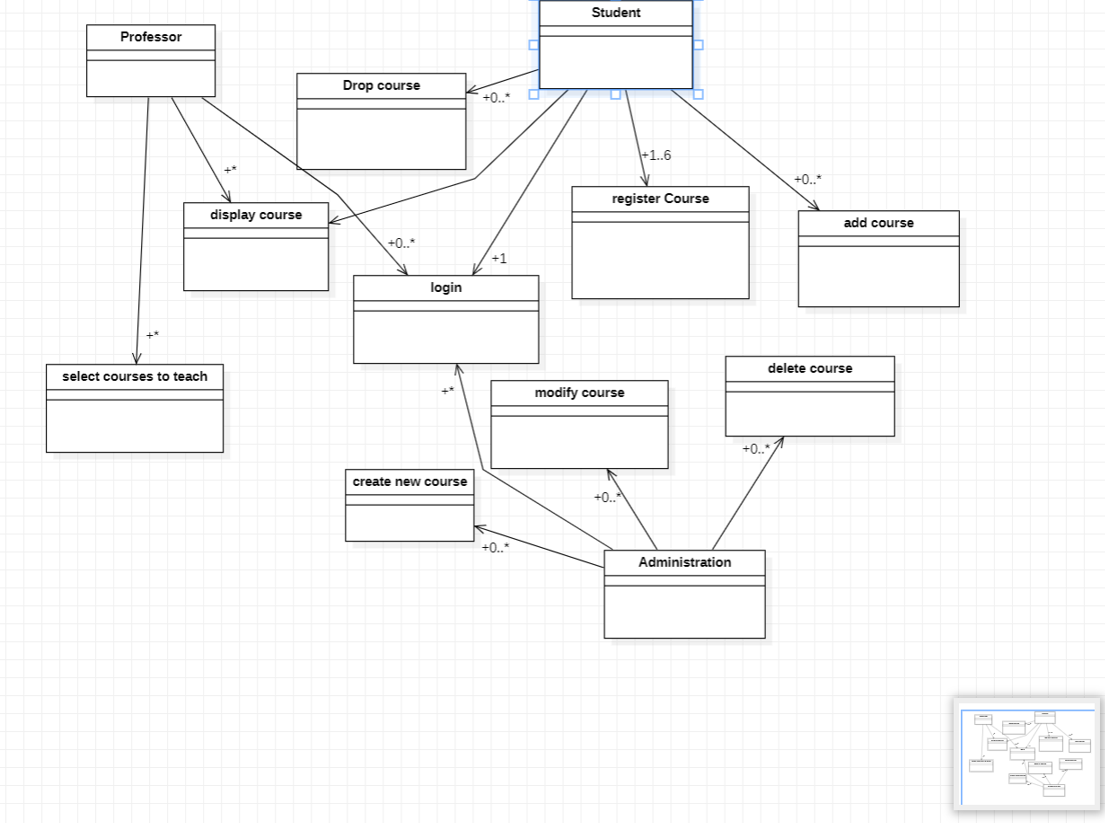 Student
Professor
Drop course
+0..*
+1..6
+*
+0..*
register Course
display course
add course
+0..*
+1
login
+*
select courses to teach
delete course
+*
modify course
+0..*
create new course
+0..*
+0..*
Administration